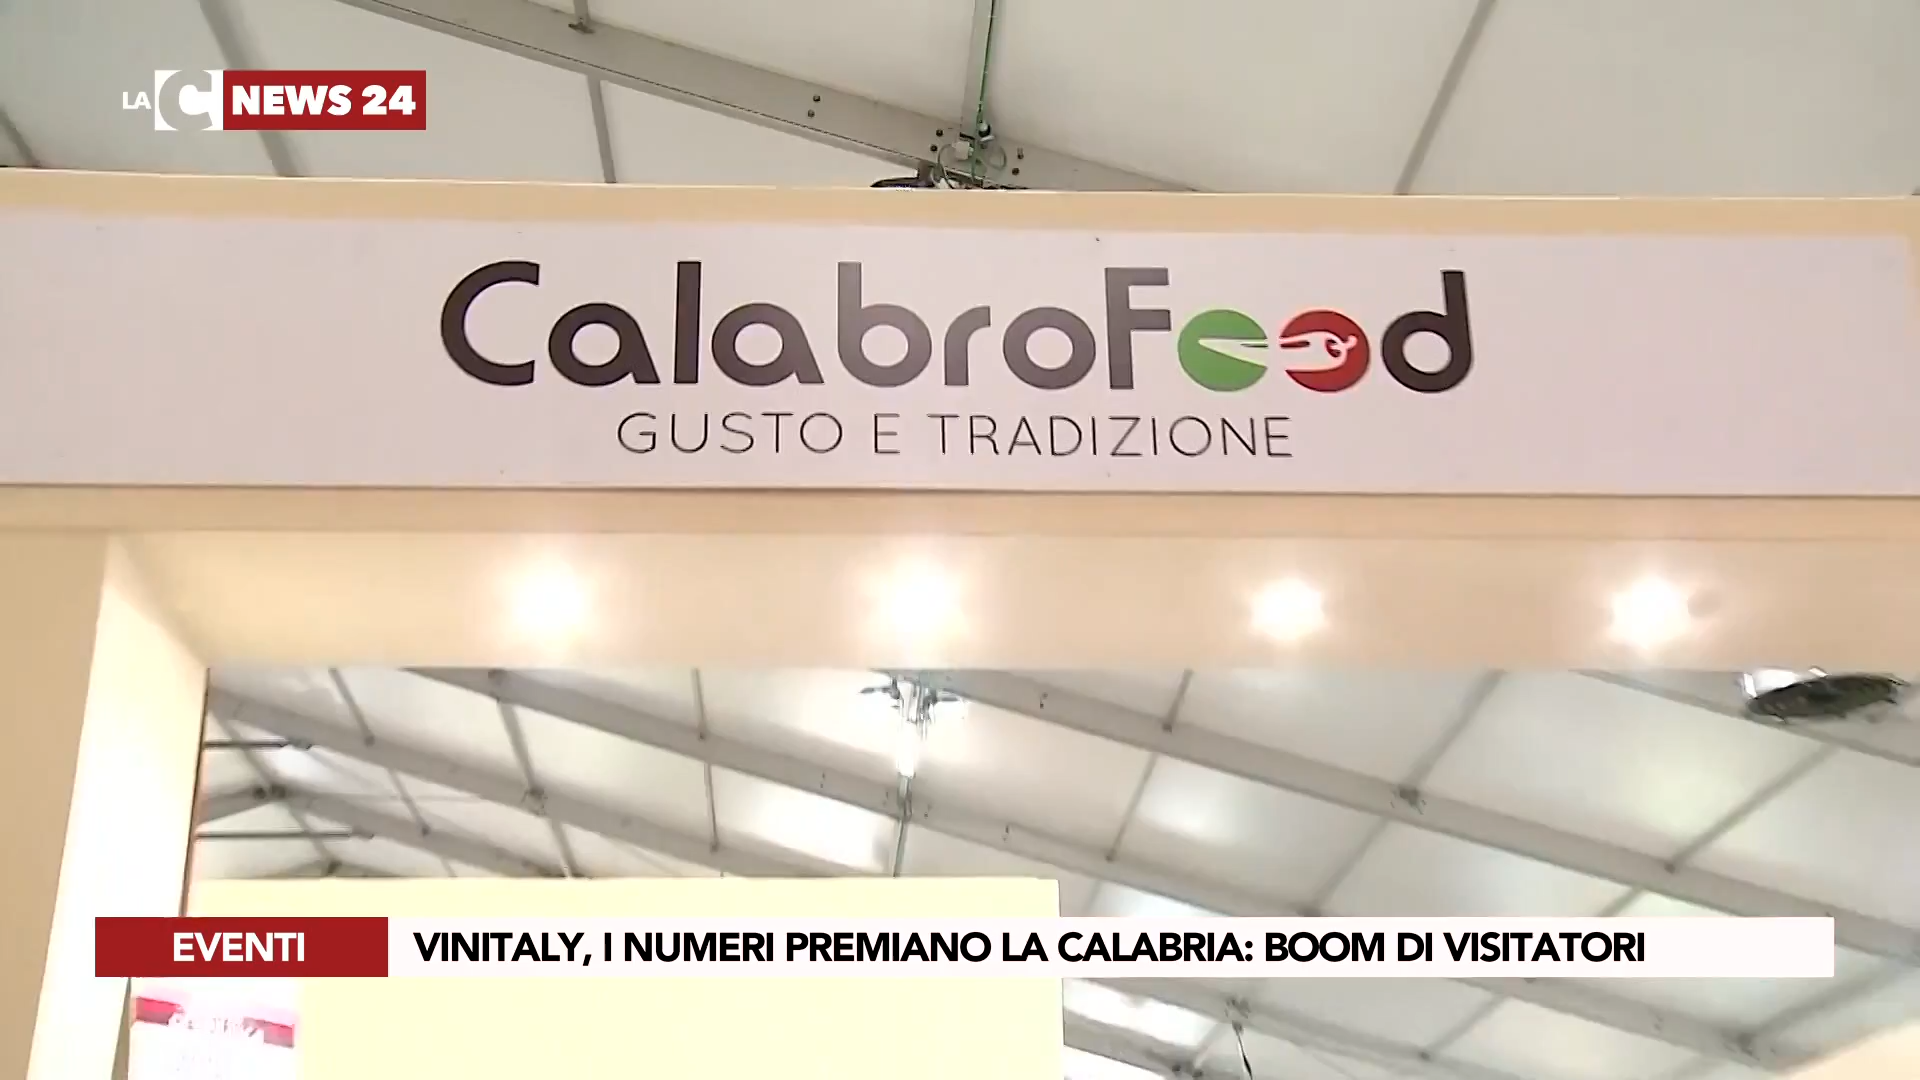 LA C NEWS 24
CalabroFood
GUSTO E TRADIZIONE
EVENTI
VINITALY, I NUMERI PREMIANO LA CALABRIA: BOOM DI VISITATORI